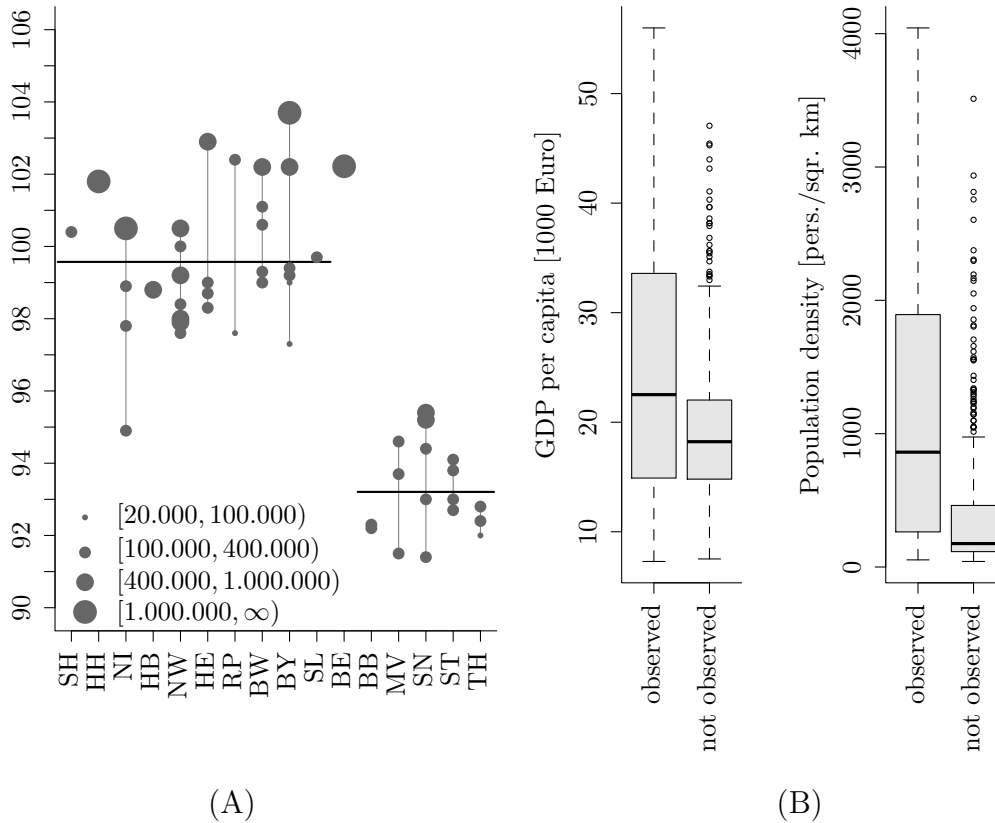 106
104
102
100
98
96
94
92
90
[20.000, 100.000)
[100.000, 400.000)
[400.000, 1.000.000)
[1.000.000, ∞)
SH
HH
NI
HB
NW
HE
RP
BW
BY
SL
BE
BB
MV
SN
ST
TH
(A)
GDP per capita [1000 Euro]
50
40
30
20
10
observed
not observed
Population density [pers./sqr. km]
4000
3000
2000
1000
0
observed
not observed
(B)